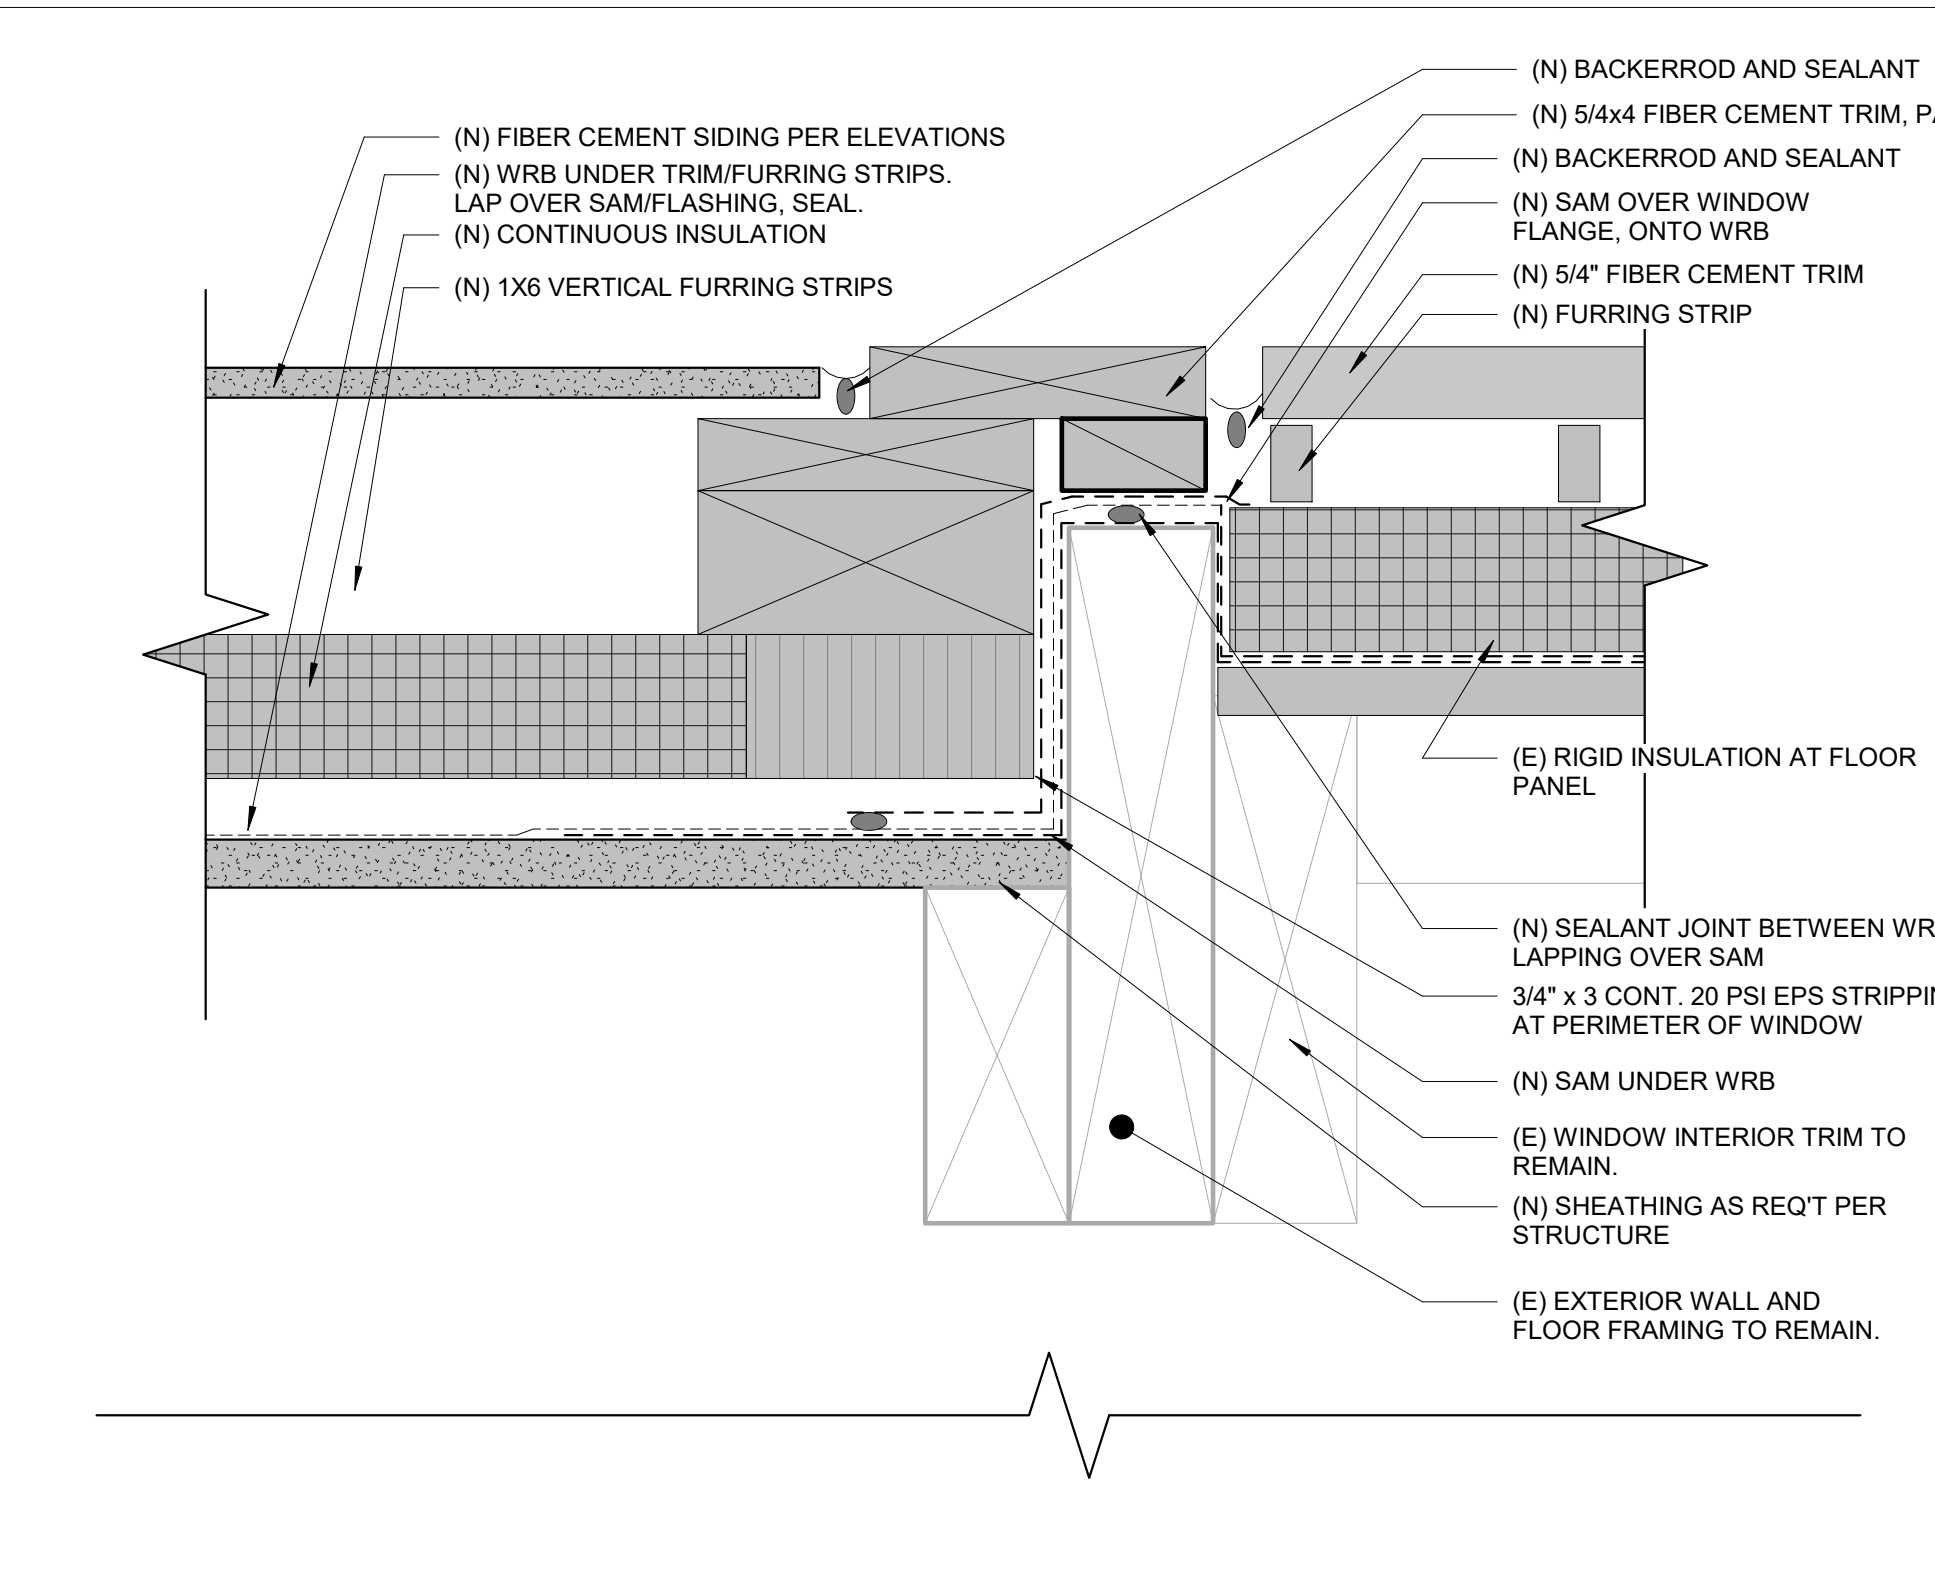 (N) FIBER CEMENT SIDING PER ELEVATIONS
(N) WRB UNDER TRIM/FURRING STRIPS.
LAP OVER SAM/FLASHING, SEAL.
(N) CONTINUOUS INSULATION
(N) 1X6 VERTICAL FURRING STRIPS
(N) BACKERROD AND SEALANT
(N) 5/4x4 FIBER CEMENT TRIM,
(N) BACKERROD AND SEALANT
(N) SAM OVER WINDOW
FLANGE, ONTO WRB
(N) 5/4" FIBER CEMENT TRIM
(N) FURRING STRIP
(E) RIGID INSULATION AT FLOOR
PANEL
(N) SEALANT JOINT BETWEEN
LAPPING OVER SAM
3/4" x 3 CONT. 20 PSI EPS
AT PERIMETER OF WINDOW
(N) SAM UNDER WRB
(E) WINDOW INTERIOR TRIM TO
REMAIN.
(N) SHEATHING AS REQ'T PER
STRUCTURE
(E) EXTERIOR WALL AND
FLOOR FRAMING TO REMAIN.